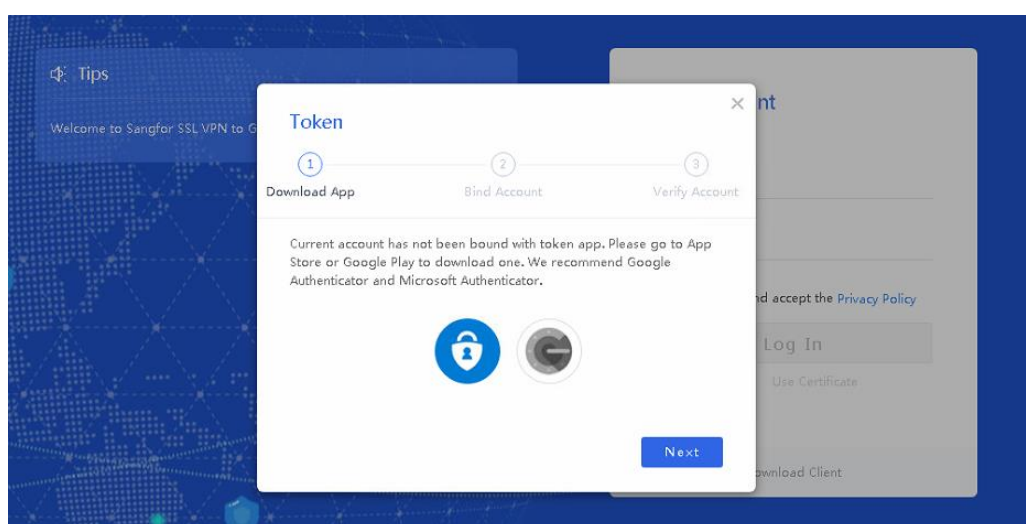 Tips
Welcome to Sangfor SSL VPN to G
Token
nt
1
2
3
Download App
Bind Account
Verify Account
Current account has not been bound with token app. Please go to App
Store or Google Play to download one. We recommend Google
Authenticator and Microsoft Authenticator.
nd accept the Privacy Policy
Log In
Use Certificate
Next
ownload Client